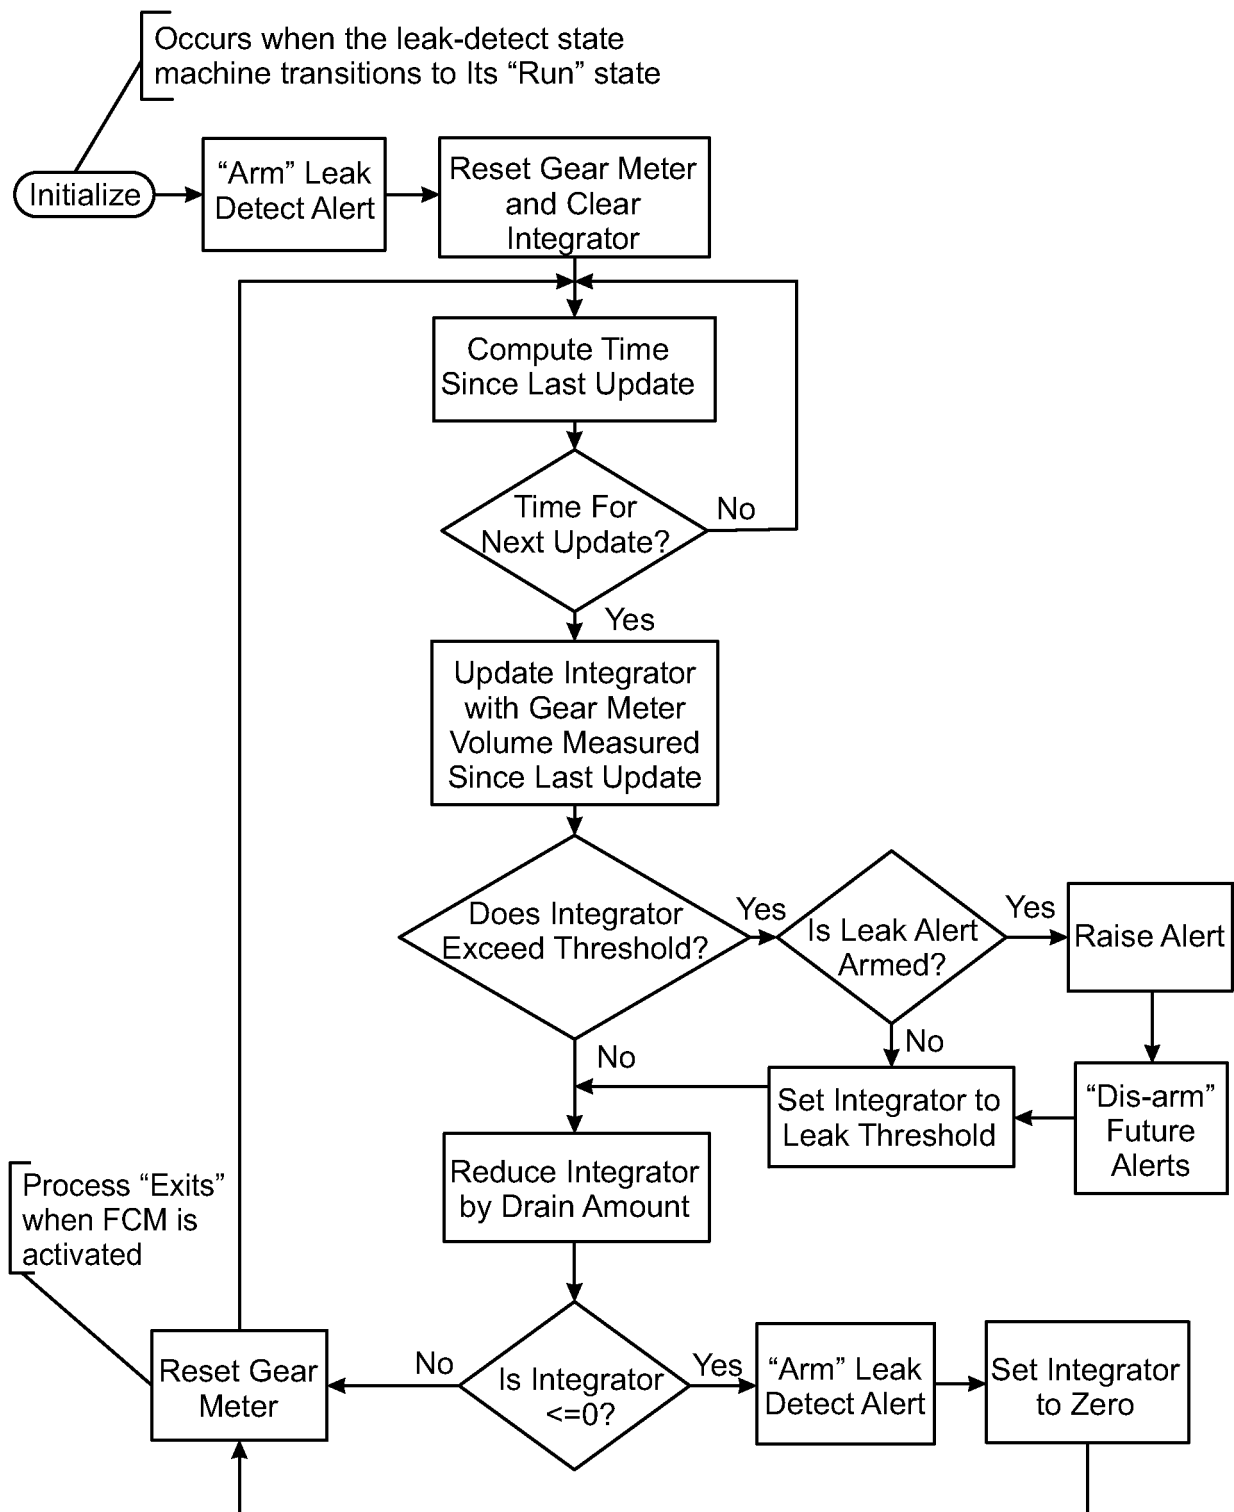 Occurs when the leak-detect state
machine transitions to Its “Run” state
Initialize
“Arm” Leak
Detect Alert
Reset Gear Meter
and Clear
Integrator
Compute Time
Since Last Update
Time For
Next Update?
No
Yes
Update Integrator
with Gear Meter
Volume Measured
Since Last Update
Does Integrator
Exceed Threshold?
Yes
Is Leak Alert
Armed?
Yes
Raise Alert
No
No
Set Integrator to
Leak Threshold
“Dis-arm”
Future
Alerts
Reduce Integrator
by Drain Amount
Process “Exits”
when FCM is
activated
Is Integrator
<=0?
No
Reset Gear
Meter
Yes
“Arm” Leak
Detect Alert
Set Integrator
to Zero